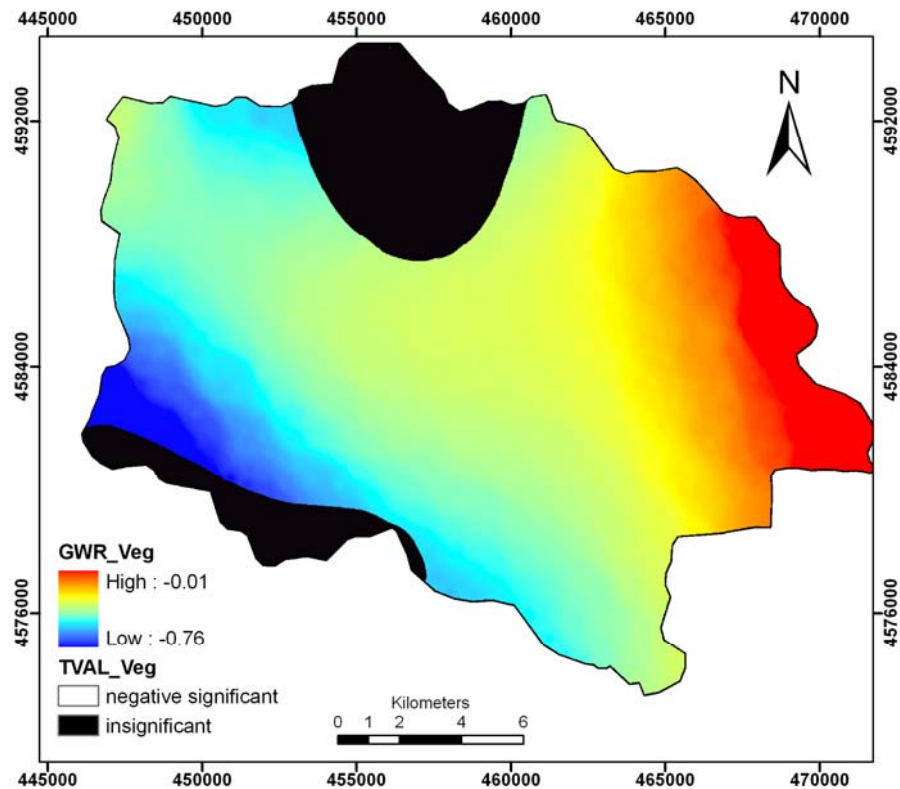 445000 450000 455000 460000 465000 470000
N
4592000 4592000
4584000 4584000
4576000 4576000
GWR_Veg
High : -0.01
Low : -0.76
TVAL_Veg
negative significant
insignificant
Kilometers
0 1 2 4 6
445000 450000 455000 460000 465000 470000